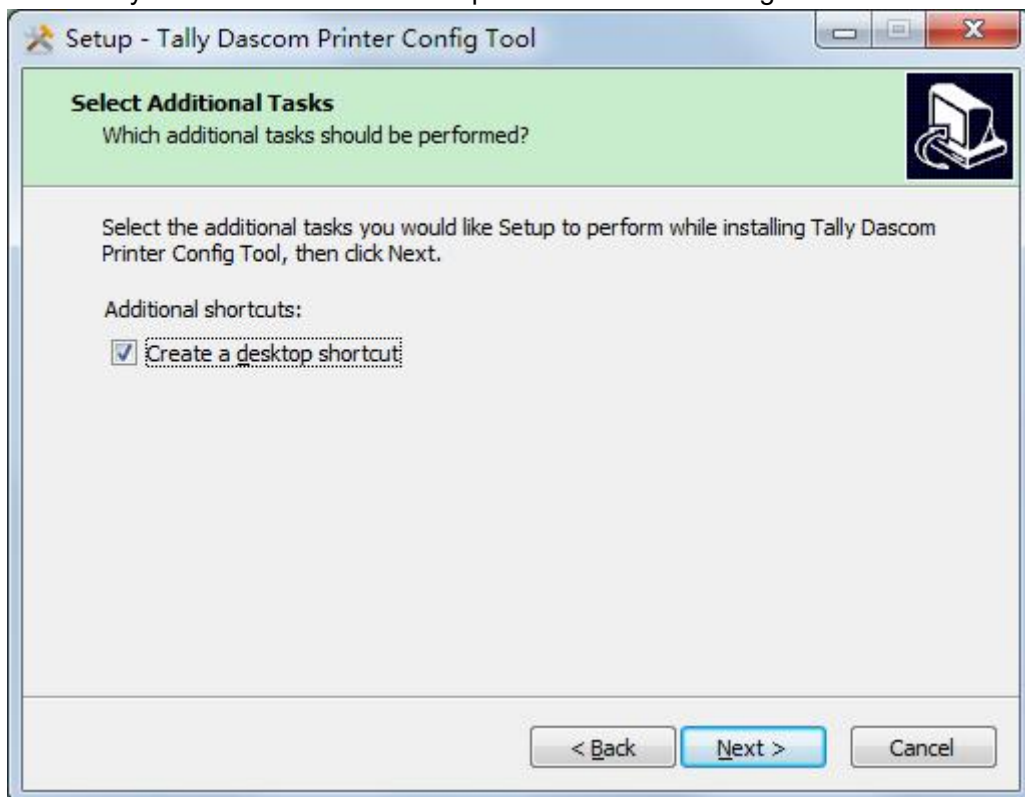 Setup - Tally Dascom Printer Config Tool
Select Additional Tasks
Which additional tasks should be performed?
Select the additional tasks you would like Setup to perform while installing Tally Dascom
Printer Config Tool, then click Next.
Additional shortcuts:
Create a desktop shortcut
< Back
Next >
Cancel